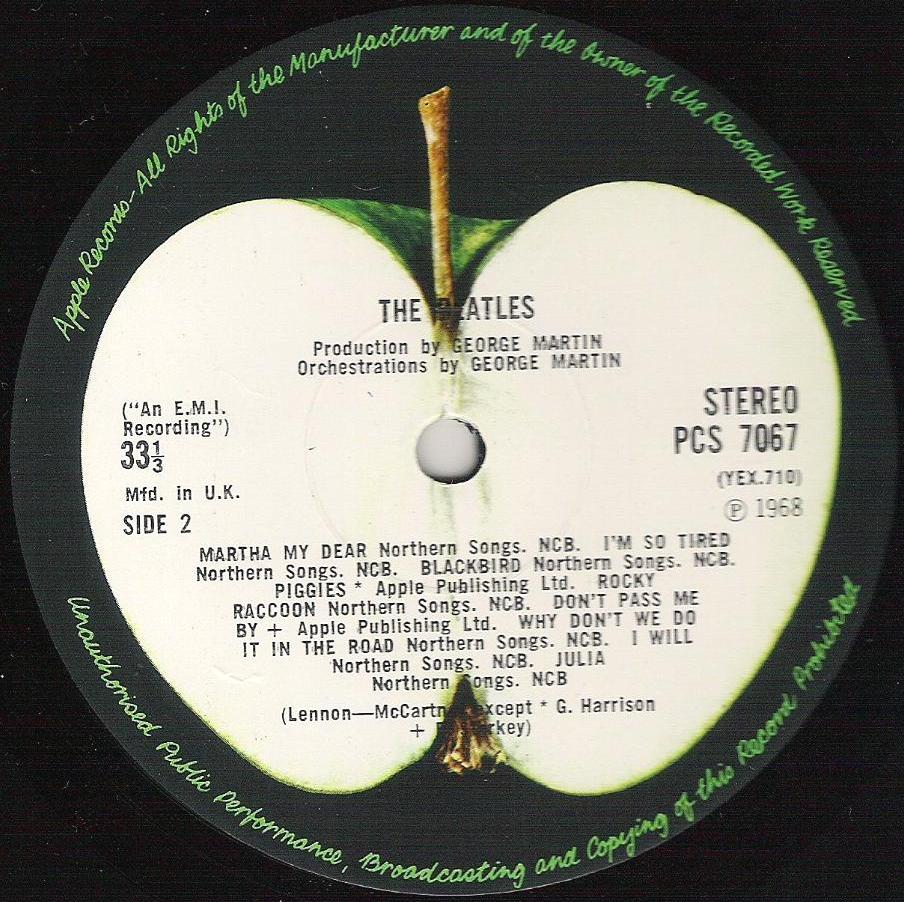 Apple Records-All Rights of the Manufacturer and of the Owner of the Recorded Work Reserved
THE BEATLES
Production by GEORGE MARTIN
Orchestrations by GEORGE MARTIN
("An E.M.I.
Recording")
33⅓
Mfd. in U.K.
SIDE 2
STEREO
PCS 7067
(YEX.710)
Ⓟ 1968
MARTHA MY DEAR Northern Songs. NCB. I'M SO TIRED
Northern Songs. NCB. BLACKBIRD Northern Songs. NCB.
PIGGIES * Apple Publishing Ltd. ROCKY
RACCOON Northern Songs. NCB. DON'T PASS ME
BY + Apple Publishing Ltd. WHY DON'T WE DO
IT IN THE ROAD Northern Songs. NCB. I WILL
Northern Songs. NCB. JULIA
Northern Songs. NCB
(Lennon—McCartn except * G. Harrison
+ rkey)
Unauthorised Public Performance, Broadcasting and Copying of this Record Prohibited